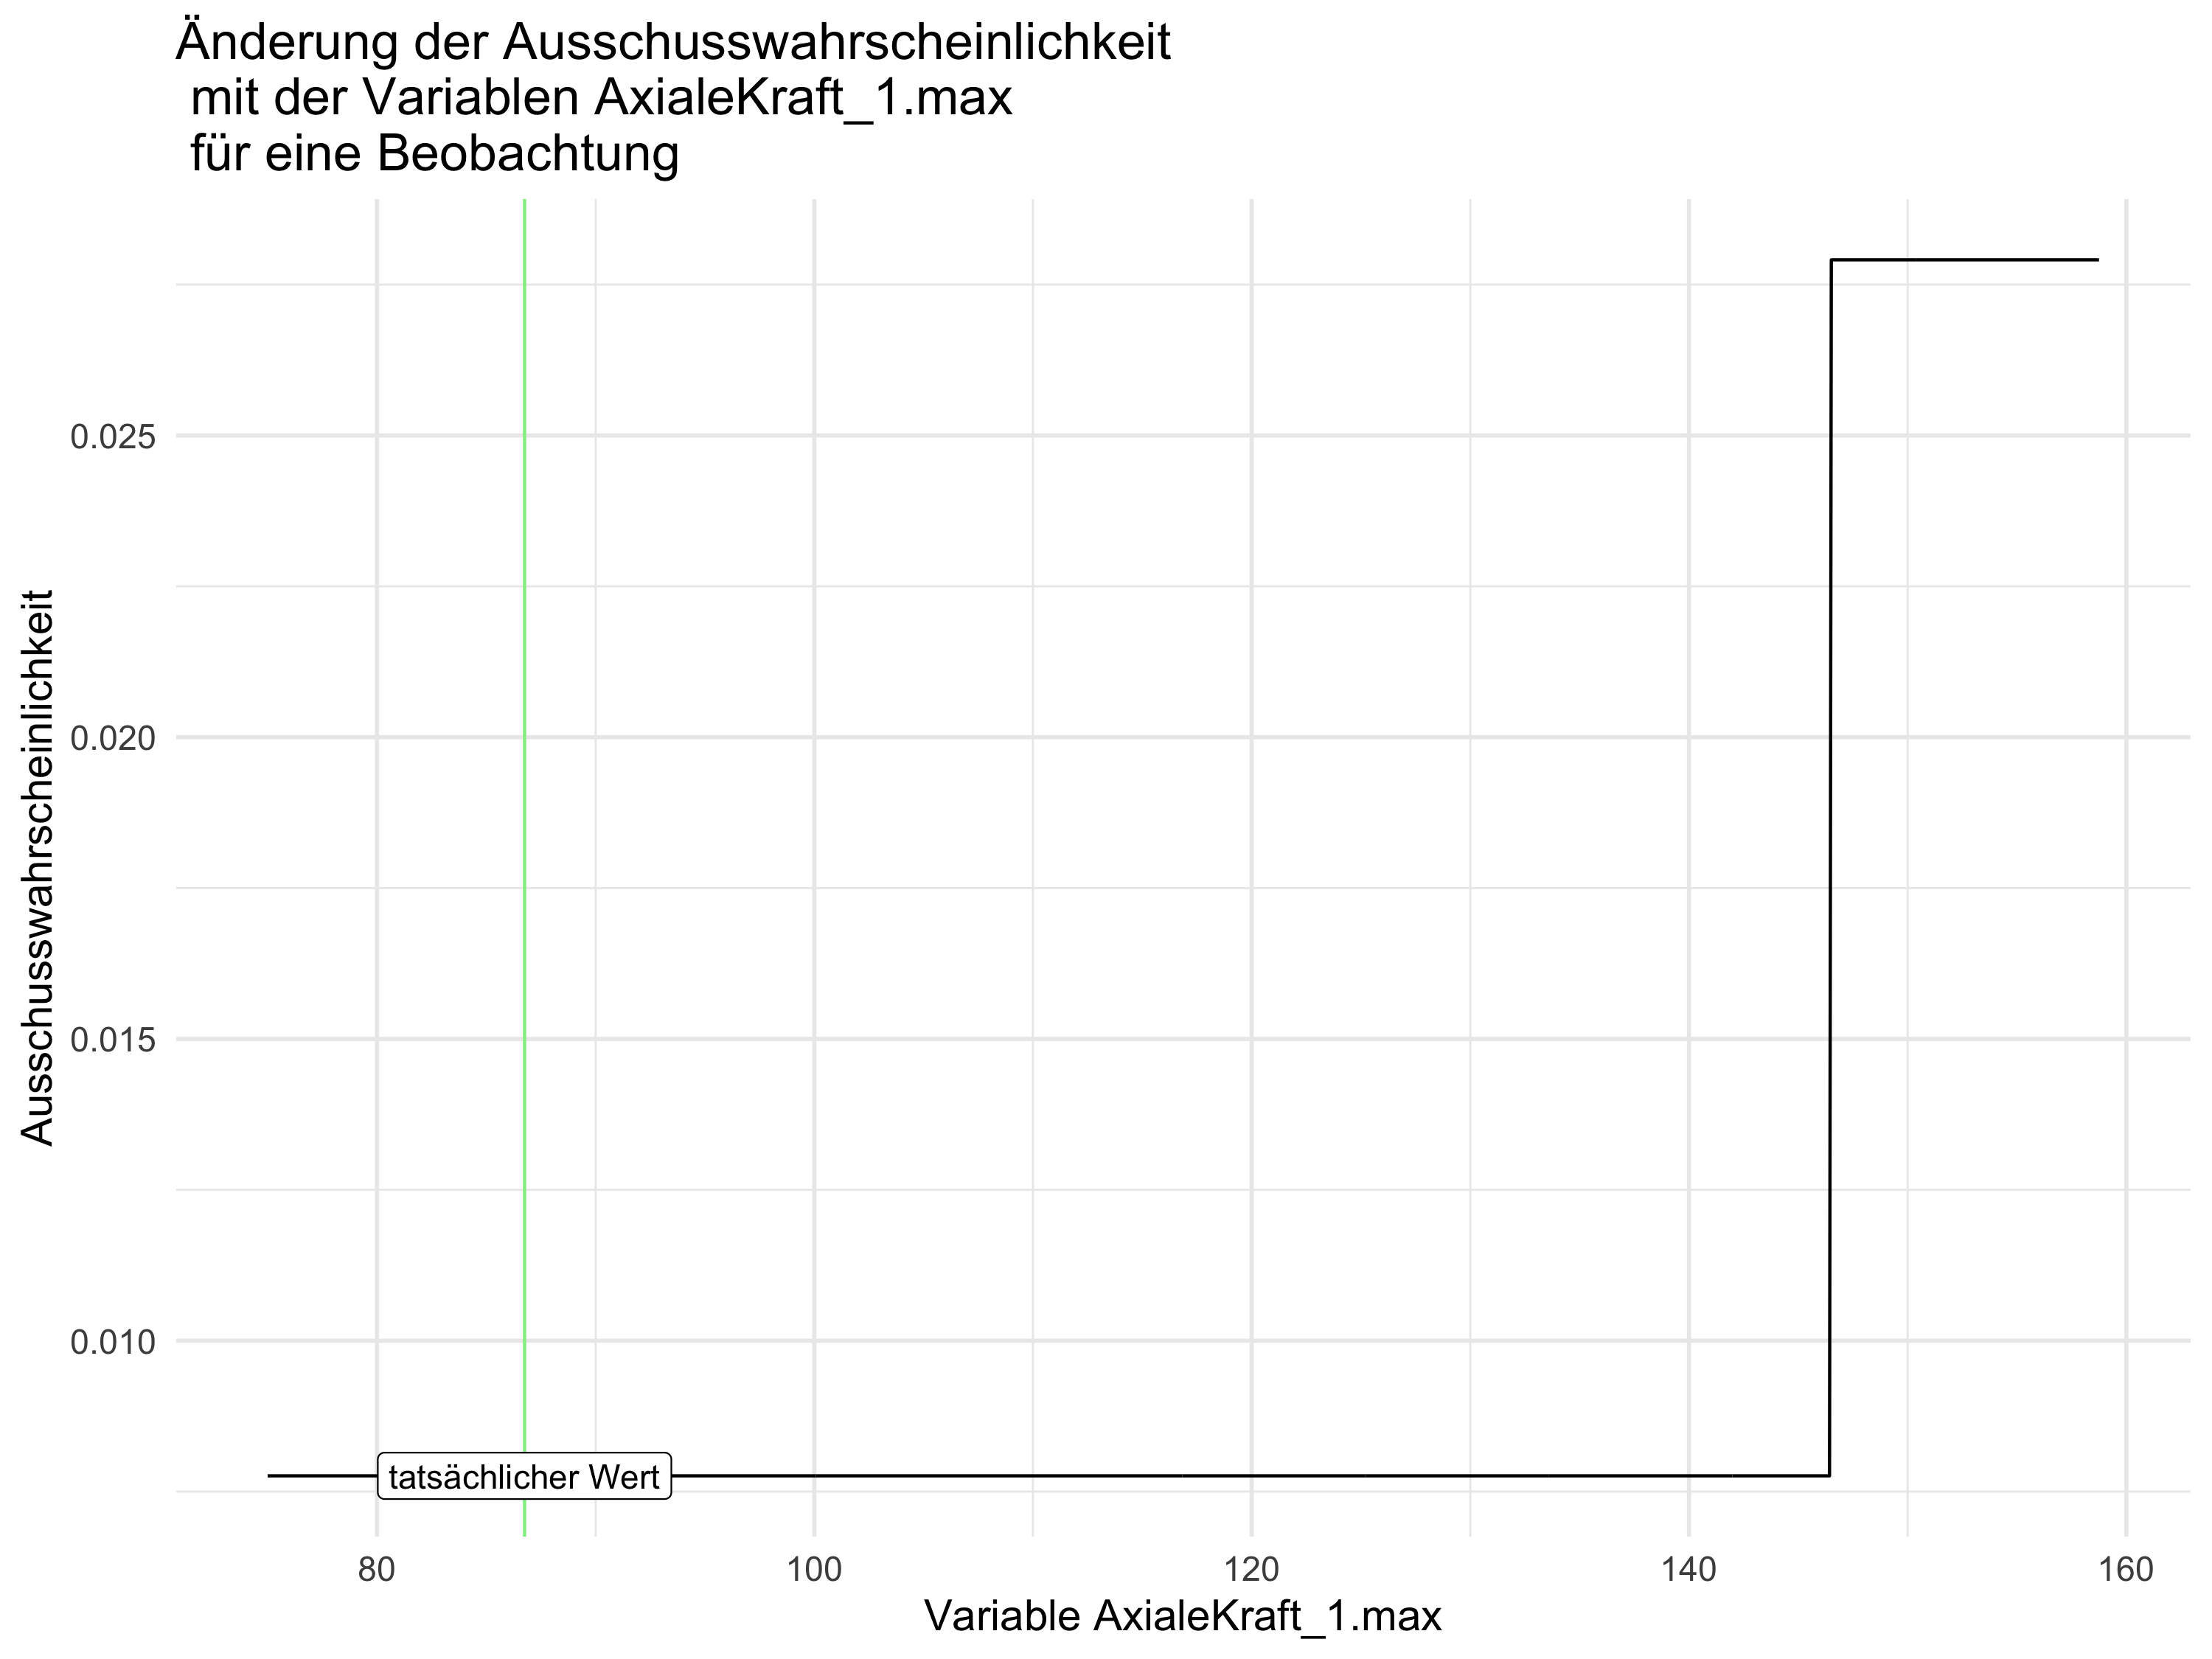 Änderung der Ausschusswahrscheinlichkeit
mit der Variablen AxialeKraft_1.max
für eine Beobachtung
Ausschusswahrscheinlichkeit
0.025
0.020
0.015
0.010
tatsächlicher Wert
80 100 120 140 160
Variable AxialeKraft_1.max